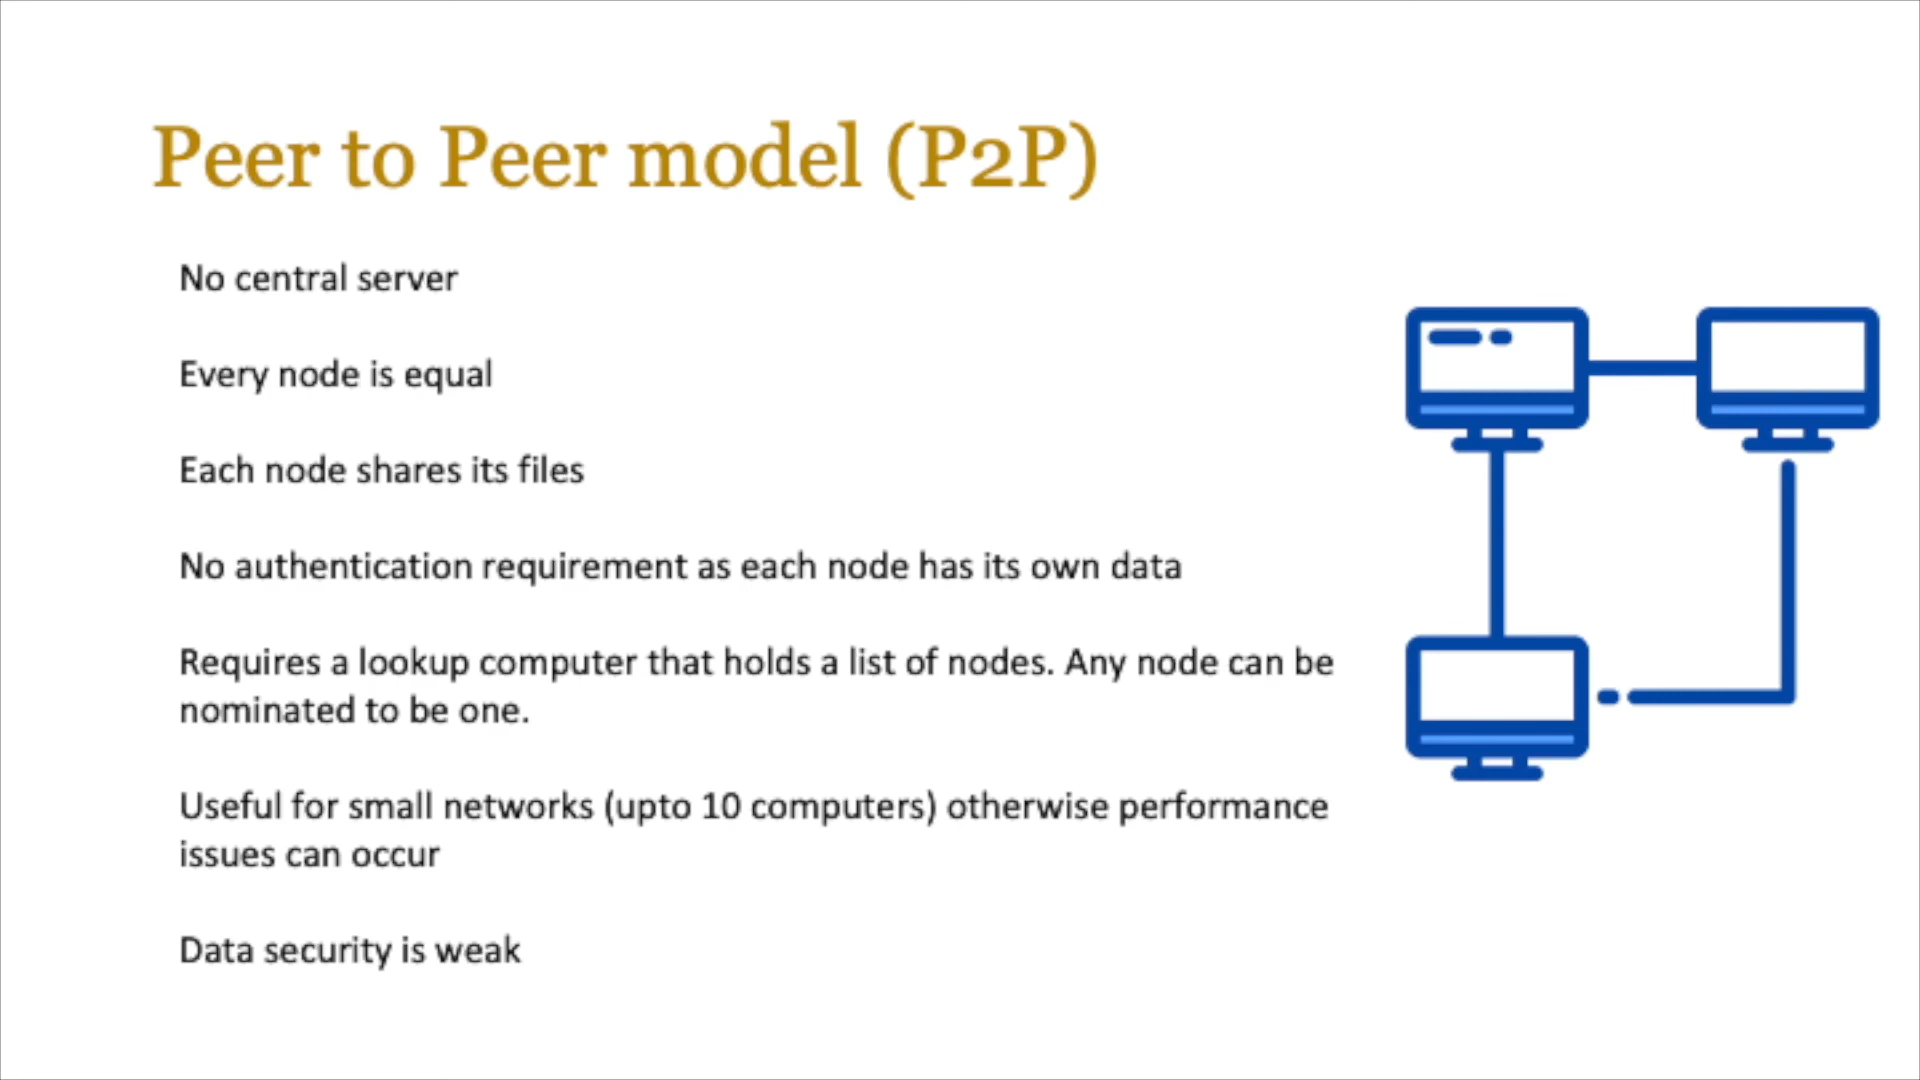 Peer to Peer model (P2P)
No central server
Every node is equal
Each node shares its files
No authentication requirement as each node has its own data
Requires a lookup computer that holds a list of nodes. Any node can be
nominated to be one.
Useful for small networks (upto 10 computers) otherwise performance
issues can occur
Data security is weak